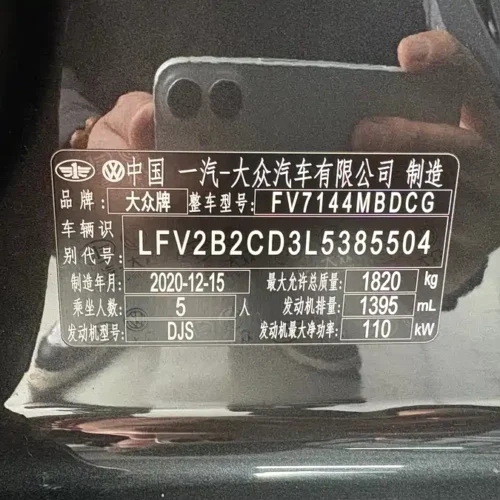 中国 一汽-大众汽车有限公司 制造
品牌: 大众牌 整车型号: FV7144MBDCG
车辆识别代号: LFV2B2CD3L5385504
制造年月: 2020-12-15 最大允许总质量: 1820 kg
乘坐人数: 5 人 发动机排量: 1395 mL
发动机型号: DJS 发动机最大净功率: 110 kW